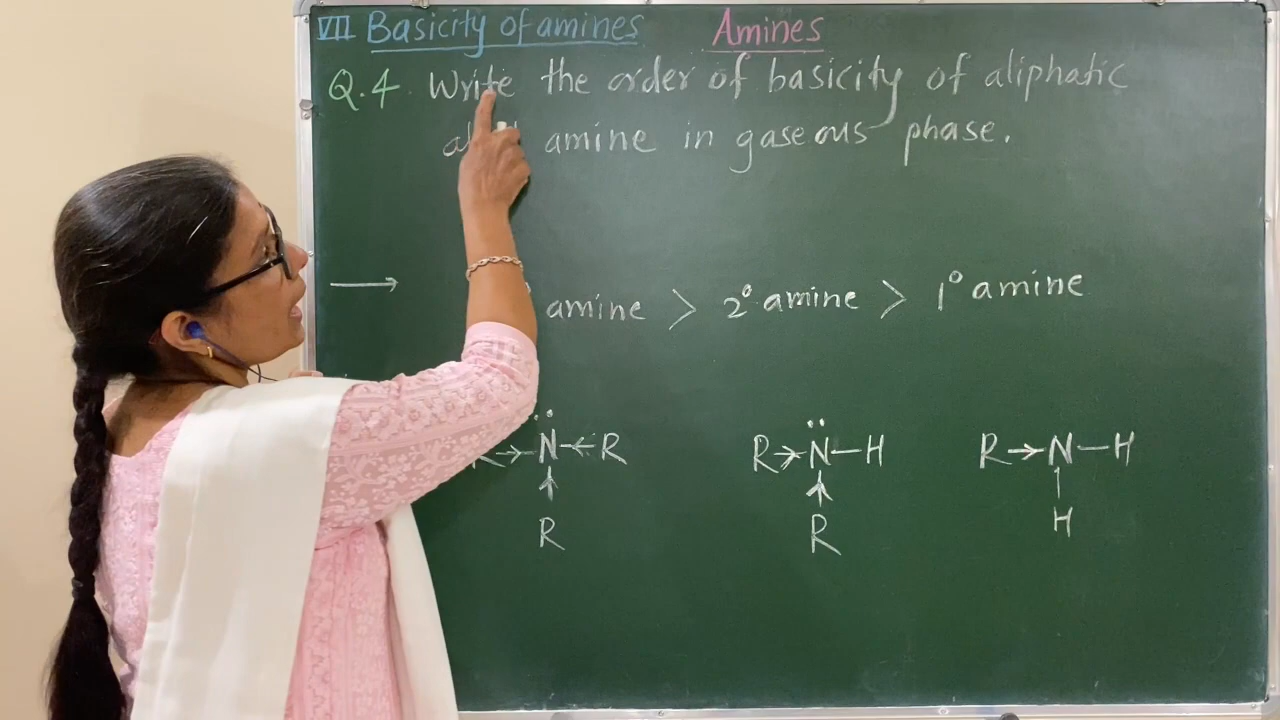 VII Basicity of amines Amines
Q.4 Write the order of basicity of aliphatic
amine in gaseous phase.
→ amine > 2° amine > 1° amine
N̈ ← R R → N̈ — H R → N — H
R R H